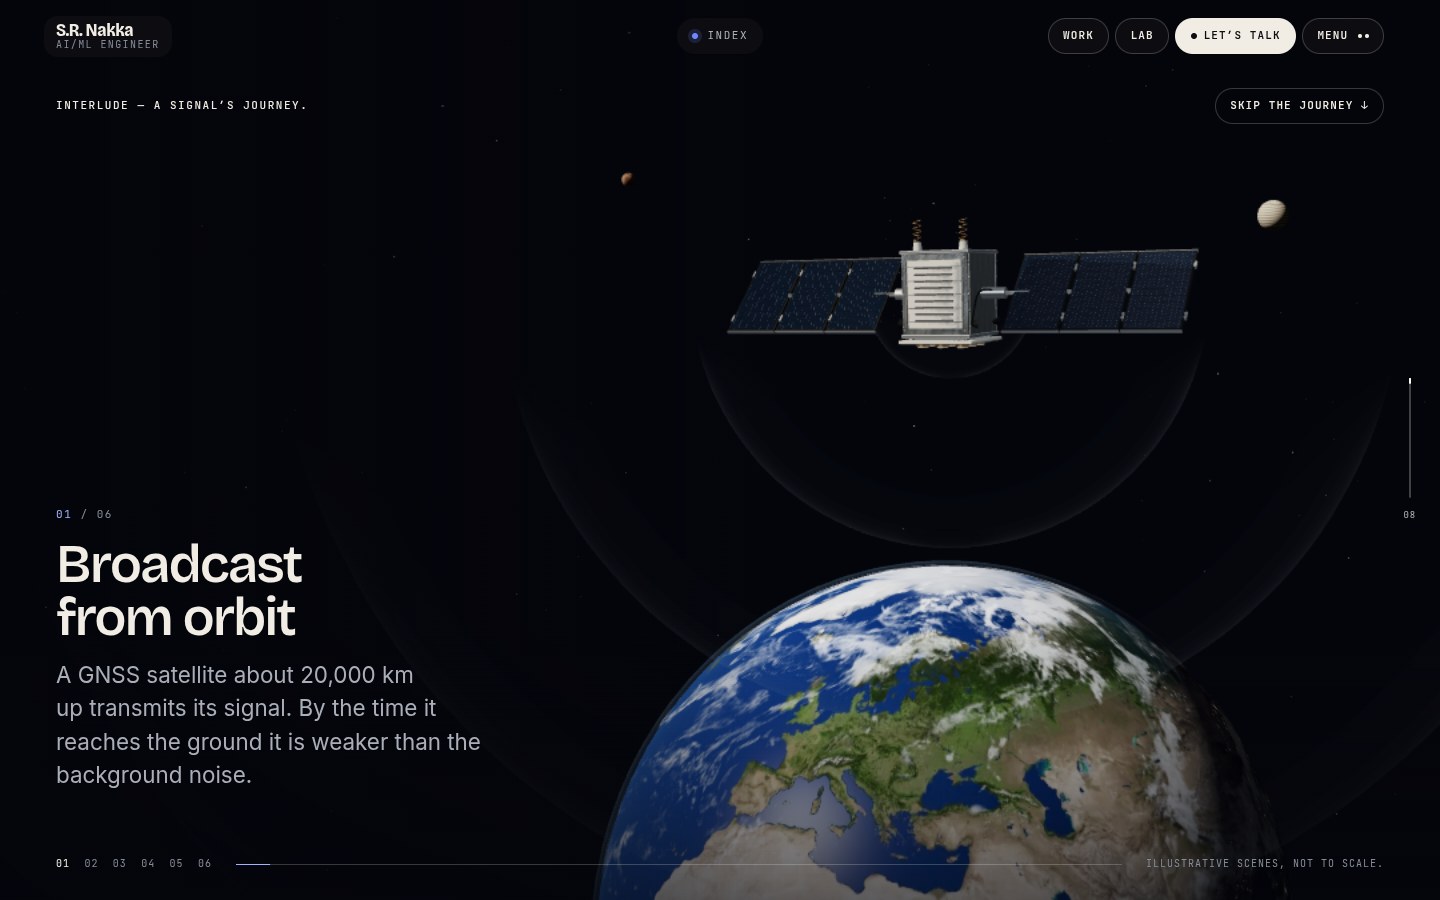 S.R. Nakka
AI/ML ENGINEER
INDEX
WORK
LAB
LET’S TALK
MENU
INTERLUDE — A SIGNAL’S JOURNEY.
SKIP THE JOURNEY ↓
08
01 / 06
Broadcast
from orbit
A GNSS satellite about 20,000 km
up transmits its signal. By the time it
reaches the ground it is weaker than the
background noise.
01 02 03 04 05 06
ILLUSTRATIVE SCENES, NOT TO SCALE.